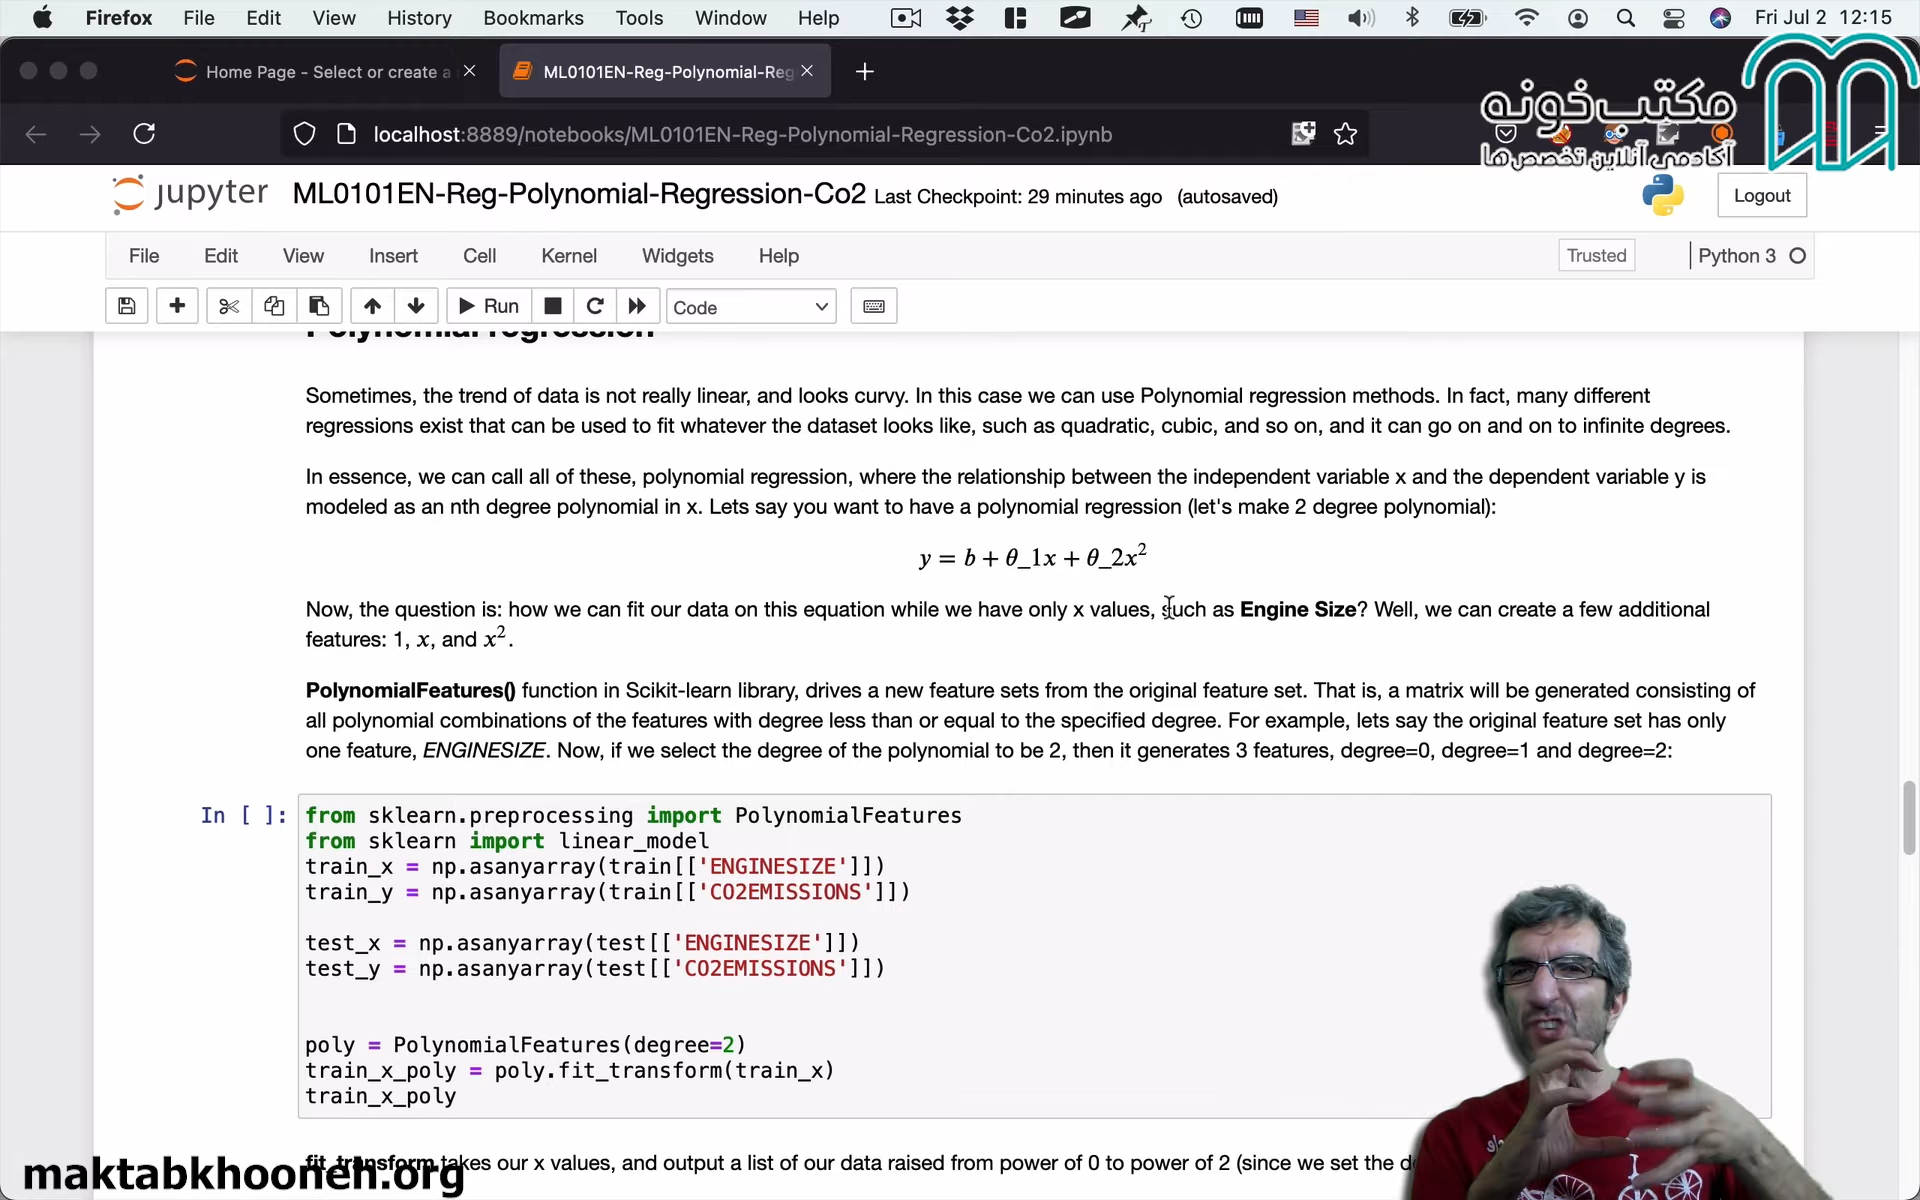 Firefox File Edit View History Bookmarks Tools Window Help Fri Jul 2 12:15
Home Page - Select or create a
ML0101EN-Reg-Polynomial-Reg
مکتب‌خونه
آکادمی آنلاین تخصص‌ها
localhost:8889/notebooks/ML0101EN-Reg-Polynomial-Regression-Co2.ipynb
jupyter ML0101EN-Reg-Polynomial-Regression-Co2 Last Checkpoint: 29 minutes ago (autosaved) Logout
File Edit View Insert Cell Kernel Widgets Help Trusted Python 3
Run Code
Polynomial regression
Sometimes, the trend of data is not really linear, and looks curvy. In this case we can use Polynomial regression methods. In fact, many different
regressions exist that can be used to fit whatever the dataset looks like, such as quadratic, cubic, and so on, and it can go on and on to infinite degrees.
In essence, we can call all of these, polynomial regression, where the relationship between the independent variable x and the dependent variable y is
modeled as an nth degree polynomial in x. Lets say you want to have a polynomial regression (let's make 2 degree polynomial):
y = b + θ_1x + θ_2x²
Now, the question is: how we can fit our data on this equation while we have only x values, such as Engine Size? Well, we can create a few additional
features: 1, x, and x².
PolynomialFeatures() function in Scikit-learn library, drives a new feature sets from the original feature set. That is, a matrix will be generated consisting of
all polynomial combinations of the features with degree less than or equal to the specified degree. For example, lets say the original feature set has only
one feature, ENGINESIZE. Now, if we select the degree of the polynomial to be 2, then it generates 3 features, degree=0, degree=1 and degree=2:
In [ ]: from sklearn.preprocessing import PolynomialFeatures
from sklearn import linear_model
train_x = np.asanyarray(train[['ENGINESIZE']])
train_y = np.asanyarray(train[['CO2EMISSIONS']])
test_x = np.asanyarray(test[['ENGINESIZE']])
test_y = np.asanyarray(test[['CO2EMISSIONS']])
poly = PolynomialFeatures(degree=2)
train_x_poly = poly.fit_transform(train_x)
train_x_poly
fit_transform takes our x values, and output a list of our data raised from power of 0 to power of 2 (since we set the
maktabkhooneh.org